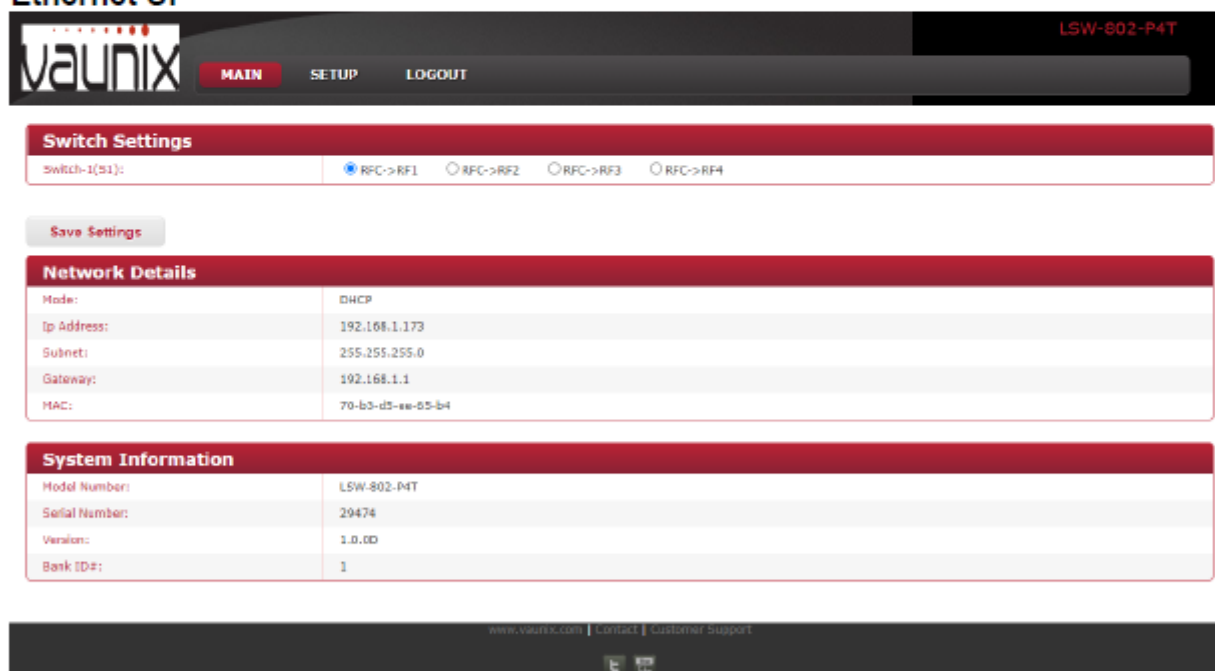 LSW-802-P4T
vaunix
MAIN SETUP LOGOUT
Switch Settings
Switch-1(S1): RFC->RF1 RFC->RF2 RFC->RF3 RFC->RF4
Save Settings
Network Details
Mode: DHCP
Ip Address: 192.168.1.173
Subnet: 255.255.255.0
Gateway: 192.168.1.1
MAC: 70-b3-d5-ee-65-b4
System Information
Model Number: LSW-802-P4T
Serial Number: 29474
Version: 1.0.0D
Bank ID#: 1
www.vaunix.com | Contact | Customer Support